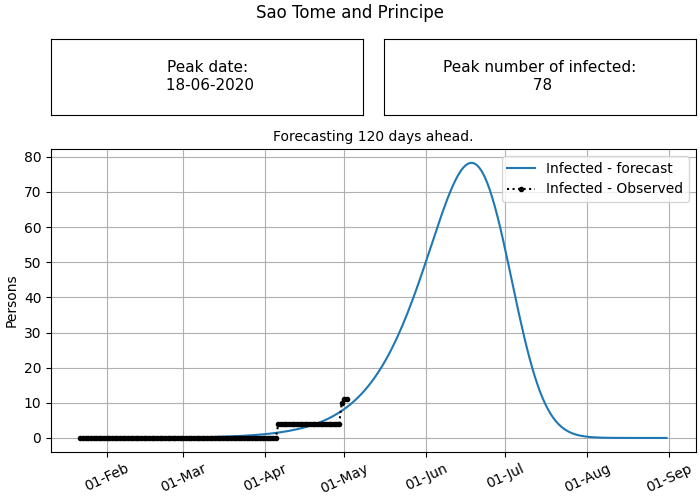 Sao Tome and Principe
Peak date:
18-06-2020
Peak number of infected:
78
Forecasting 120 days ahead.
Infected - forecast
Infected - Observed
Persons
80
70
60
50
40
30
20
10
0
01-Feb
01-Mar
01-Apr
01-May
01-Jun
01-Jul
01-Aug
01-Sep